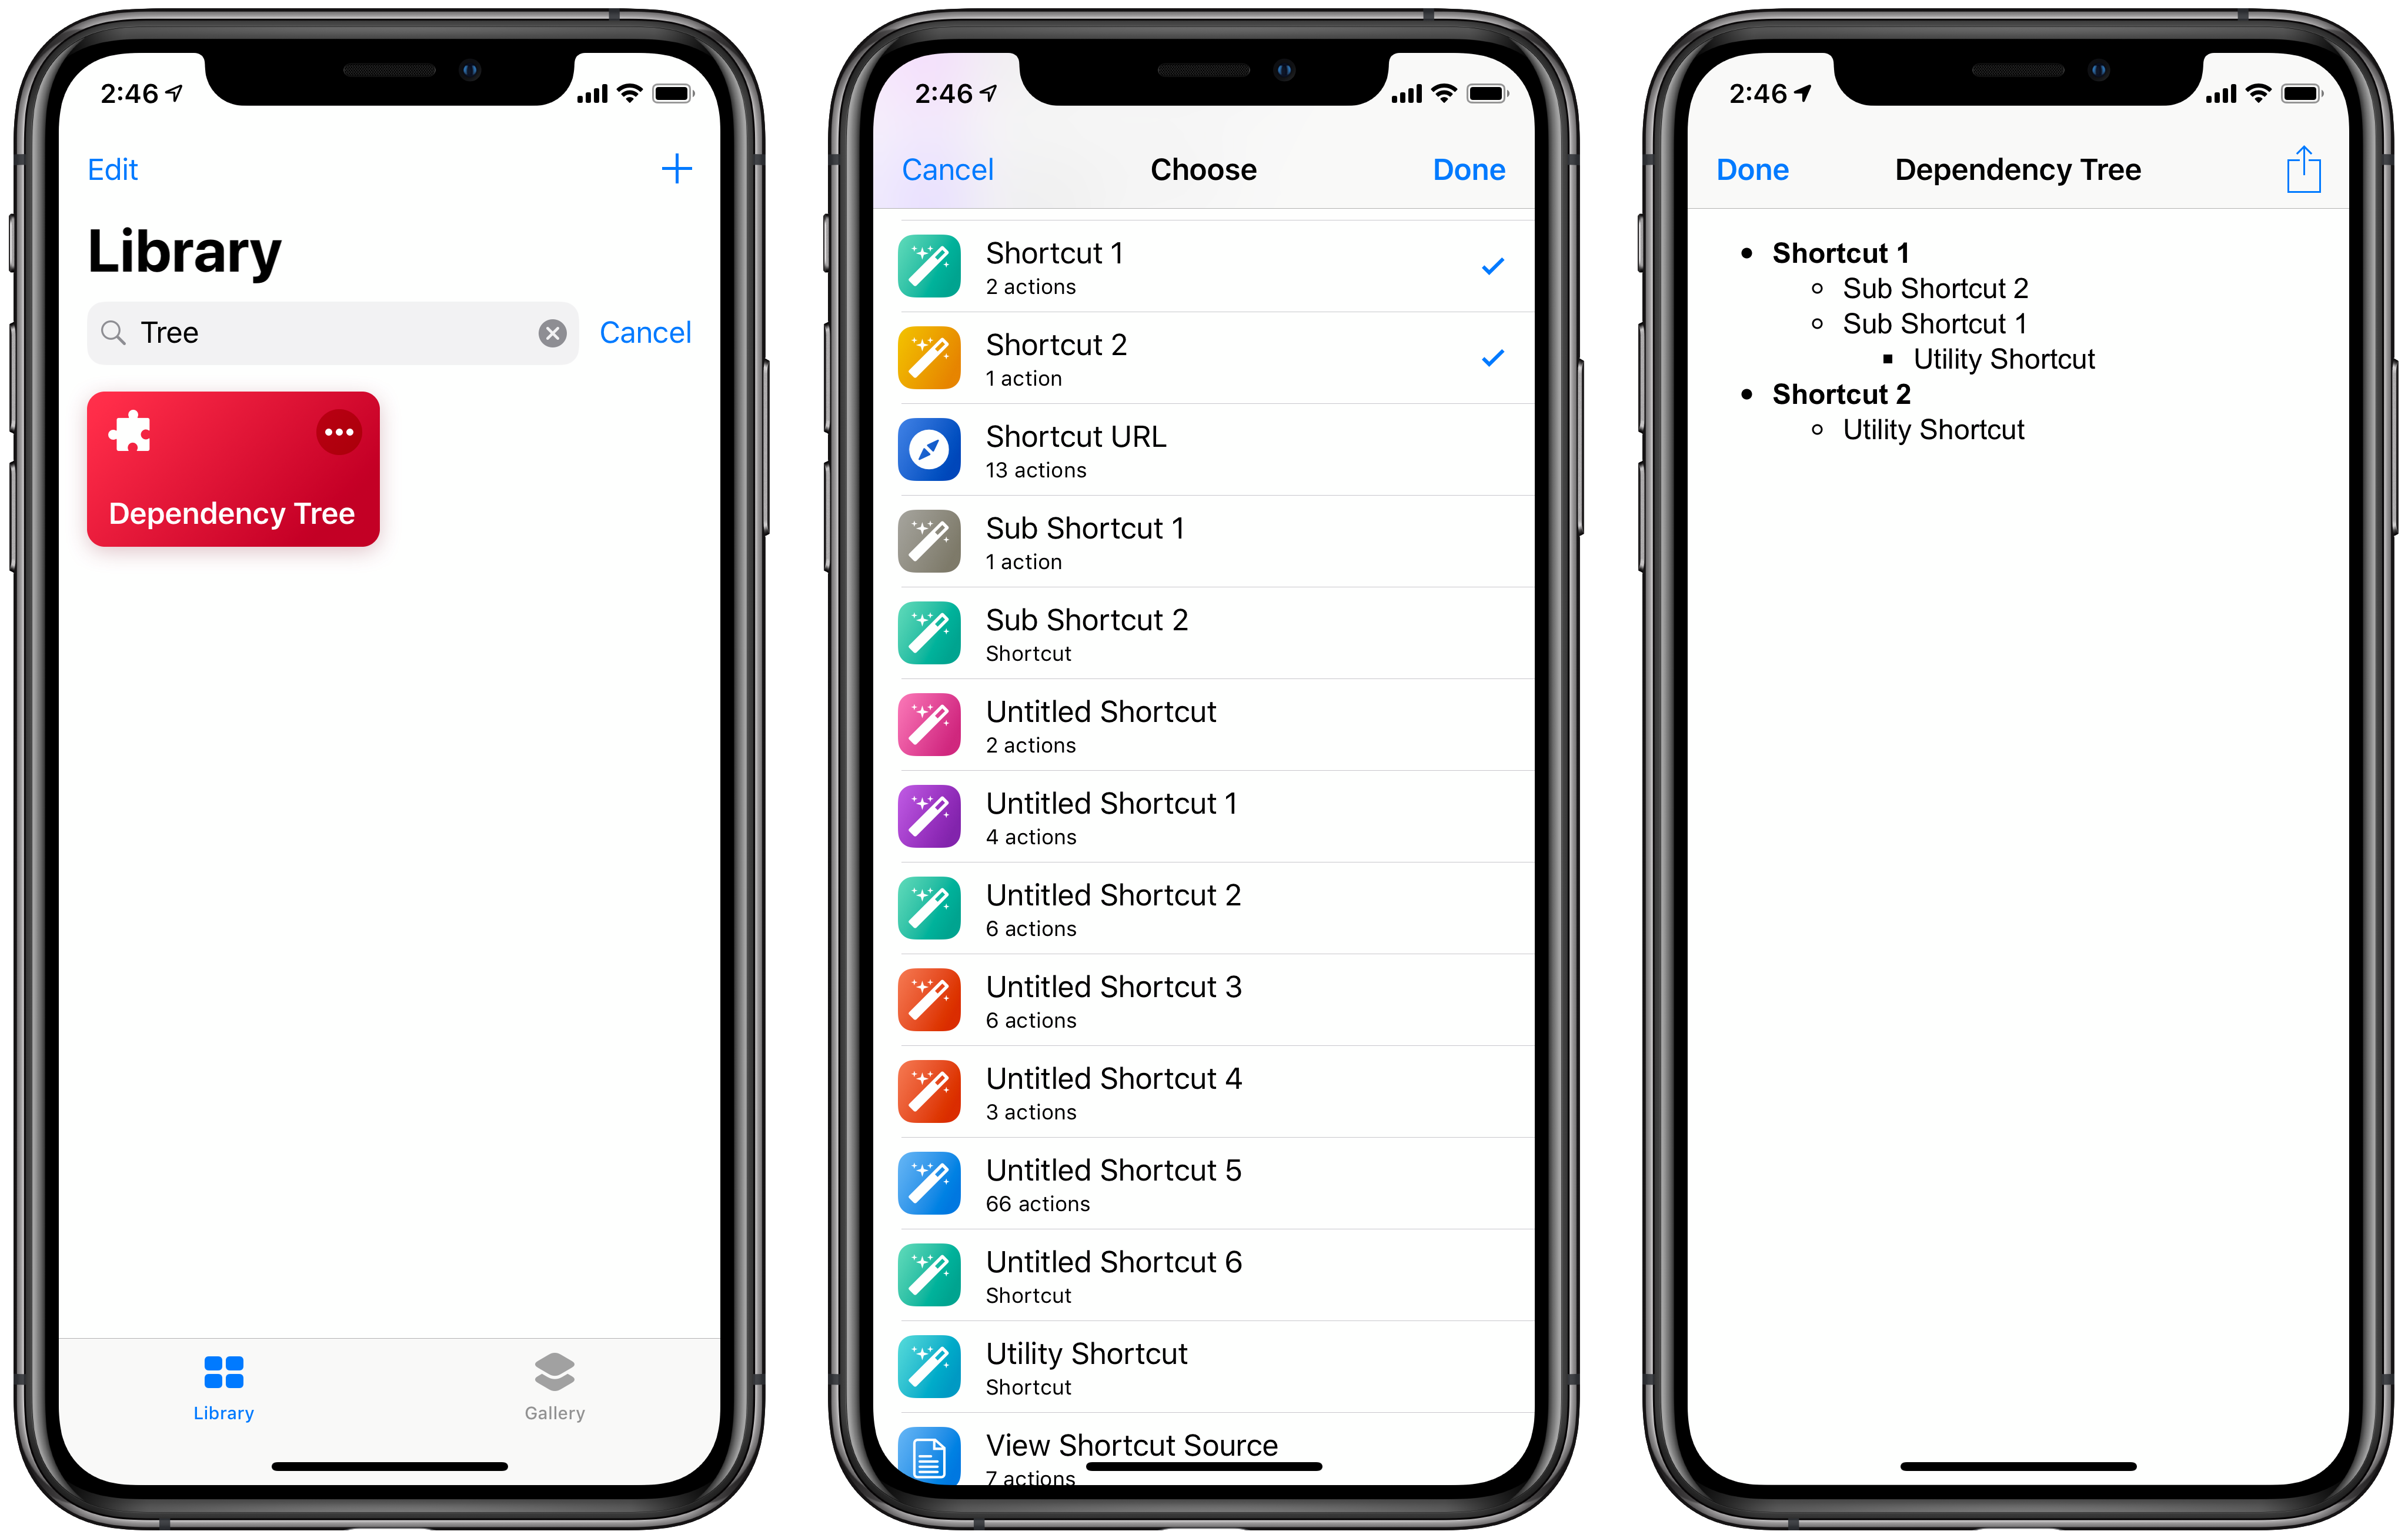 2:46
Edit
Library
Tree
Cancel
Dependency Tree
Library
Gallery
2:46
Cancel
Choose
Done
Shortcut 1
2 actions
Shortcut 2
1 action
Shortcut URL
13 actions
Sub Shortcut 1
1 action
Sub Shortcut 2
Shortcut
Untitled Shortcut
2 actions
Untitled Shortcut 1
4 actions
Untitled Shortcut 2
6 actions
Untitled Shortcut 3
6 actions
Untitled Shortcut 4
3 actions
Untitled Shortcut 5
66 actions
Untitled Shortcut 6
Shortcut
Utility Shortcut
Shortcut
View Shortcut Source
7 actions
2:46
Done
Dependency Tree
Shortcut 1
Sub Shortcut 2
Sub Shortcut 1
Utility Shortcut
Shortcut 2
Utility Shortcut